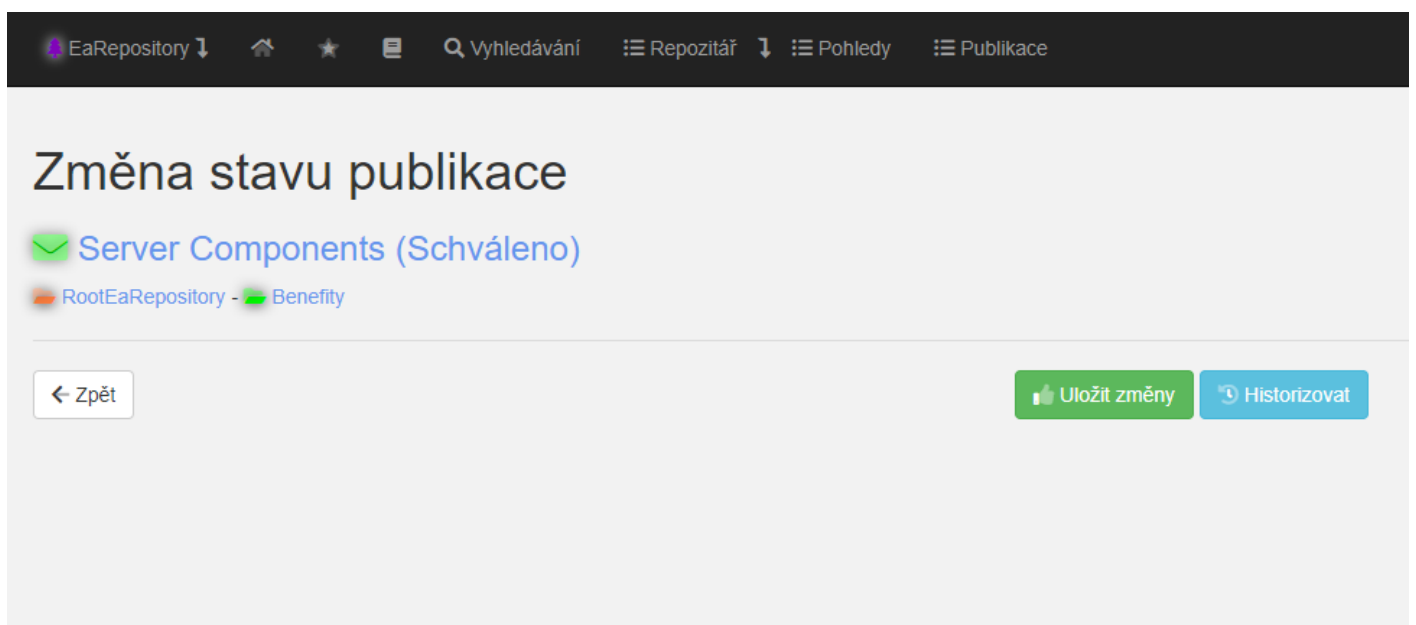 EaRepository Vyhledávání Repozitář Pohledy Publikace
Změna stavu publikace
Server Components (Schváleno)
RootEaRepository - Benefity
Zpět Uložit změny Historizovat